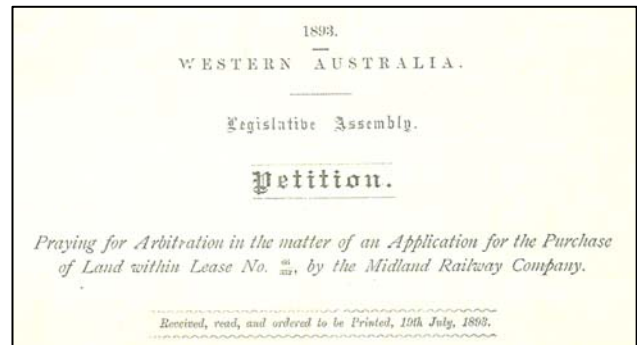 1893.
WESTERN AUSTRALIA.
Legislative Assembly.
Petition.
Praying for Arbitration in the matter of an Application for the Purchase
of Land within Lease No. , by the Midland Railway Company.
Received, read, and ordered to be Printed, 19th July, 1893.